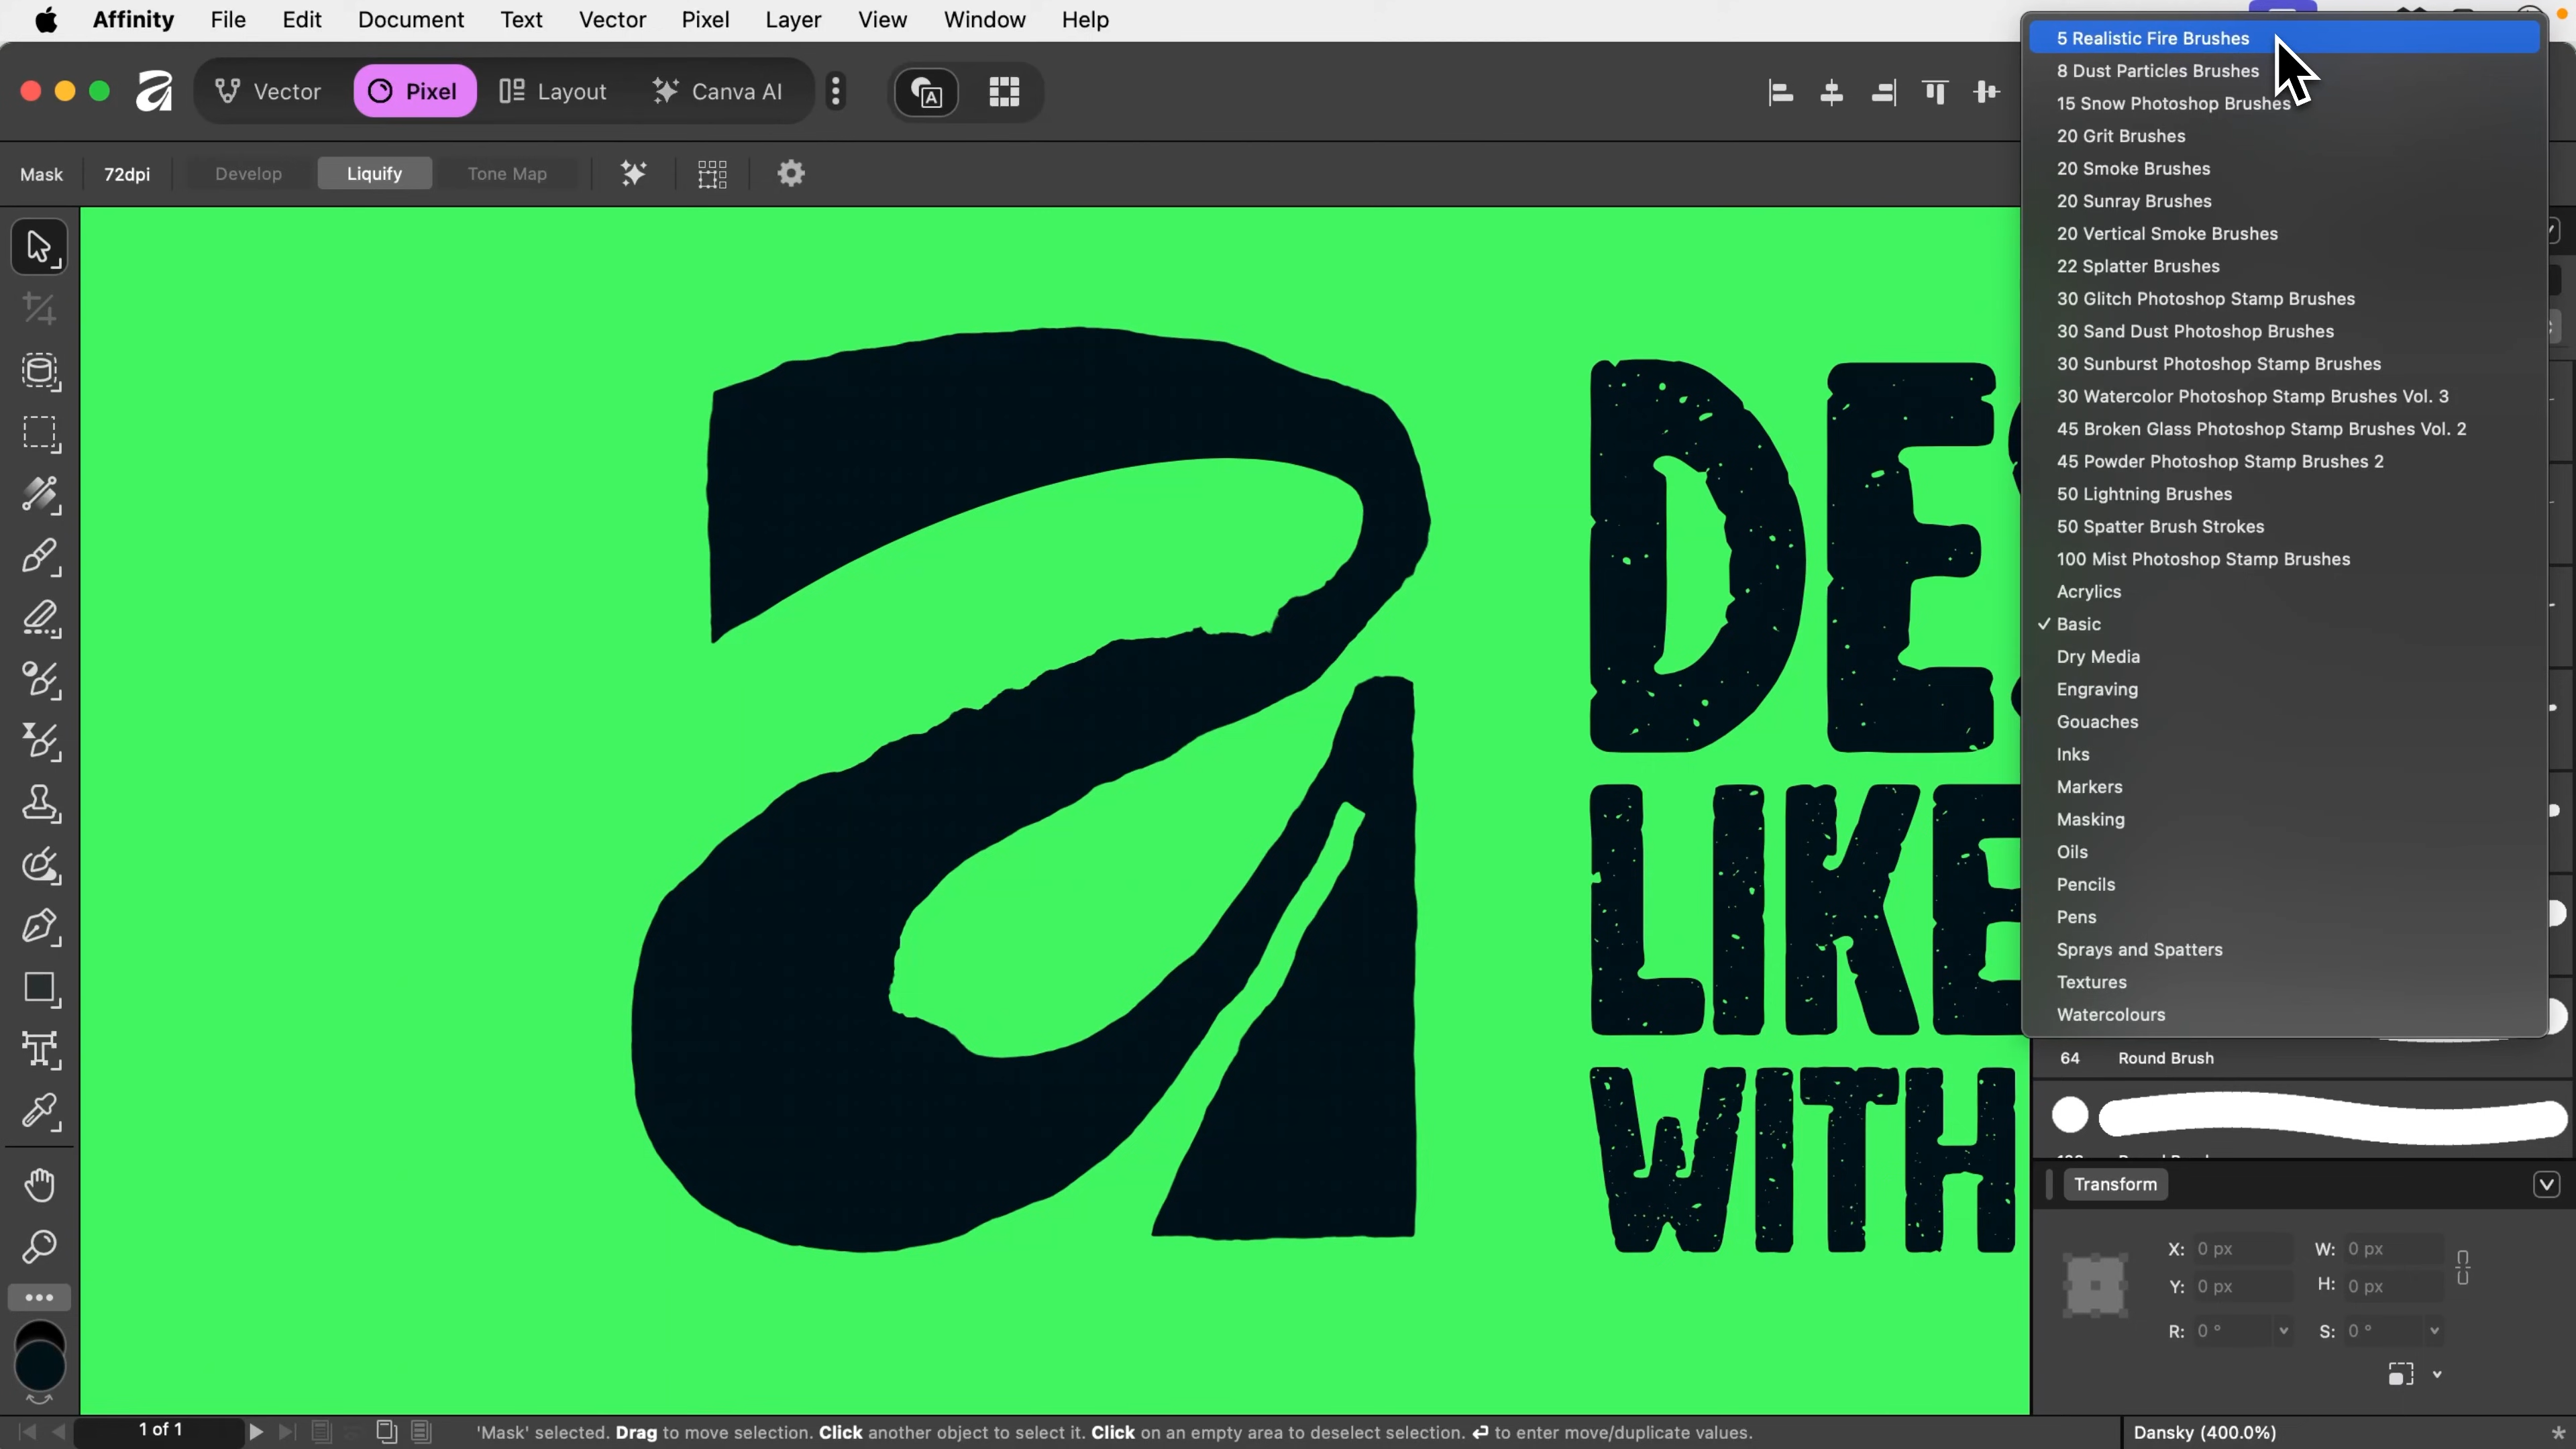 Affinity File Edit Document Text Vector Pixel Layer View Window Help
Vector Pixel Layout Canva AI
Mask 72dpi Develop Liquify Tone Map
5 Realistic Fire Brushes
8 Dust Particles Brushes
15 Snow Photoshop Brushes
20 Grit Brushes
20 Smoke Brushes
20 Sunray Brushes
20 Vertical Smoke Brushes
22 Splatter Brushes
30 Glitch Photoshop Stamp Brushes
30 Sand Dust Photoshop Brushes
30 Sunburst Photoshop Stamp Brushes
30 Watercolor Photoshop Stamp Brushes Vol. 3
45 Broken Glass Photoshop Stamp Brushes Vol. 2
45 Powder Photoshop Stamp Brushes 2
50 Lightning Brushes
50 Spatter Brush Strokes
100 Mist Photoshop Stamp Brushes
Acrylics
✓ Basic
Dry Media
Engraving
Gouaches
Inks
Markers
Masking
Oils
Pencils
Pens
Sprays and Spatters
Textures
Watercolours
a
DE
LIKE
WITH
64 Round Brush
Transform
X: 0 px W: 0 px
Y: 0 px H: 0 px
R: 0 ° S: 0 °
1 of 1
'Mask' selected. Drag to move selection. Click another object to select it. Click on an empty area to deselect selection. ↵ to enter move/duplicate values.
Dansky (400.0%) *